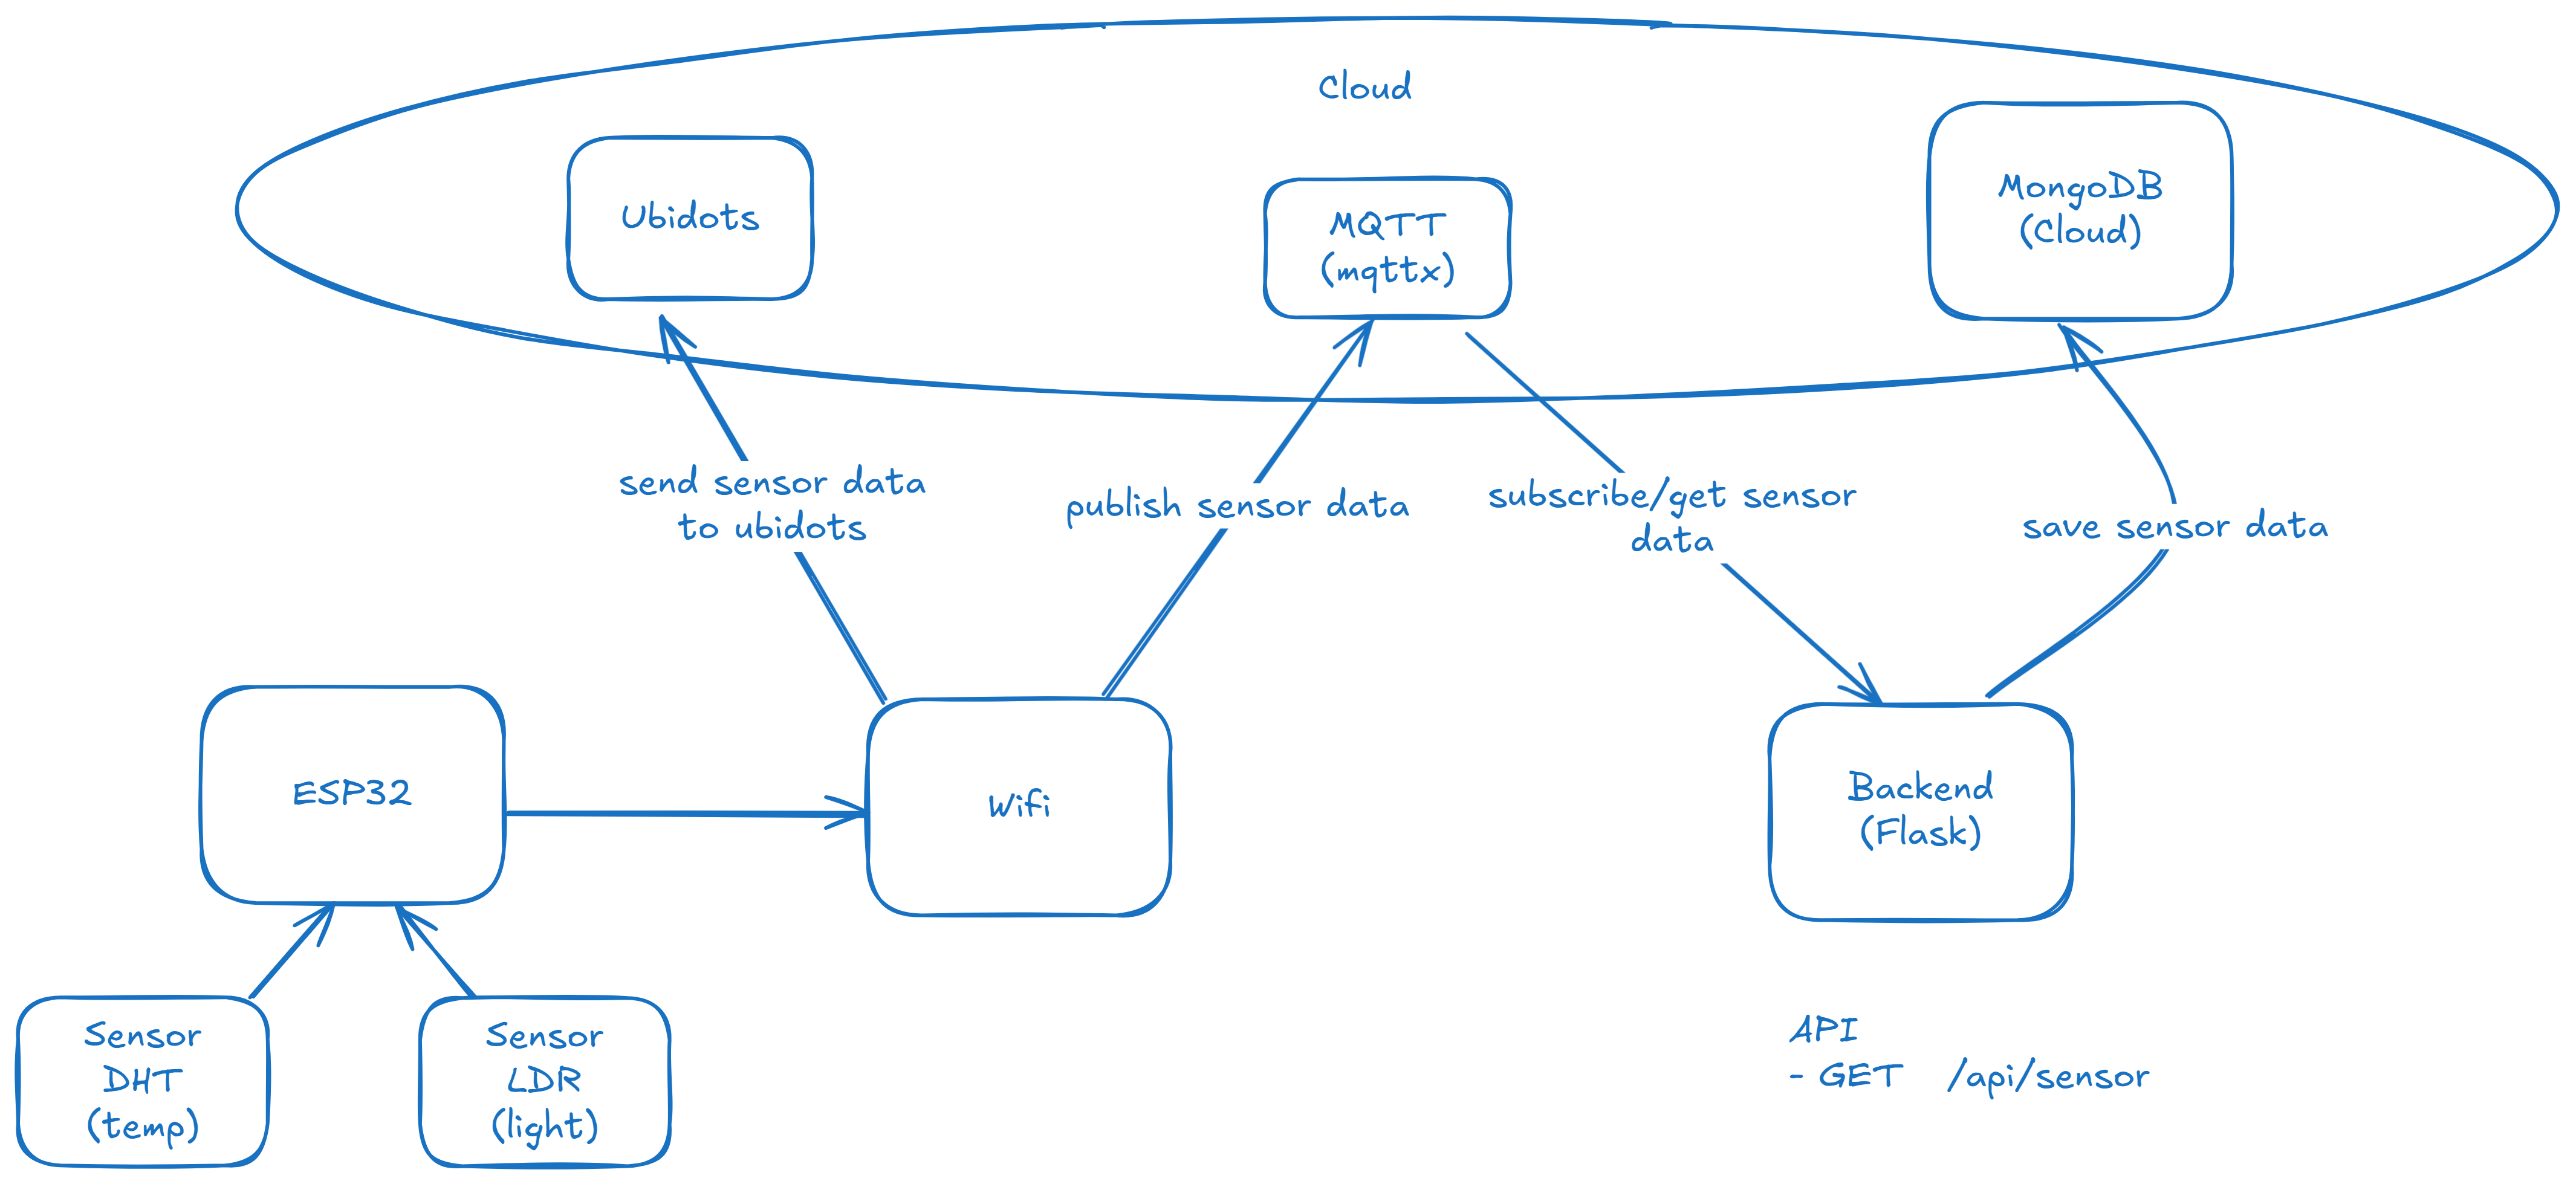 Cloud
Ubidots
MQTT
(mqttx)
MongoDB
(Cloud)
send sensor data
to ubidots
publish sensor data
subscribe/get sensor
data
save sensor data
ESP32
Wifi
Backend
(Flask)
Sensor
DHT
(temp)
Sensor
LDR
(light)
API
- GET /api/sensor